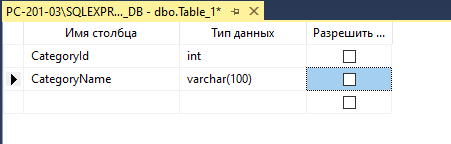 PC-201-03\SQLEXPR..._DB - dbo.Table_1*
Имя столбца Тип данных Разрешить ...
CategoryId int
CategoryName varchar(100)